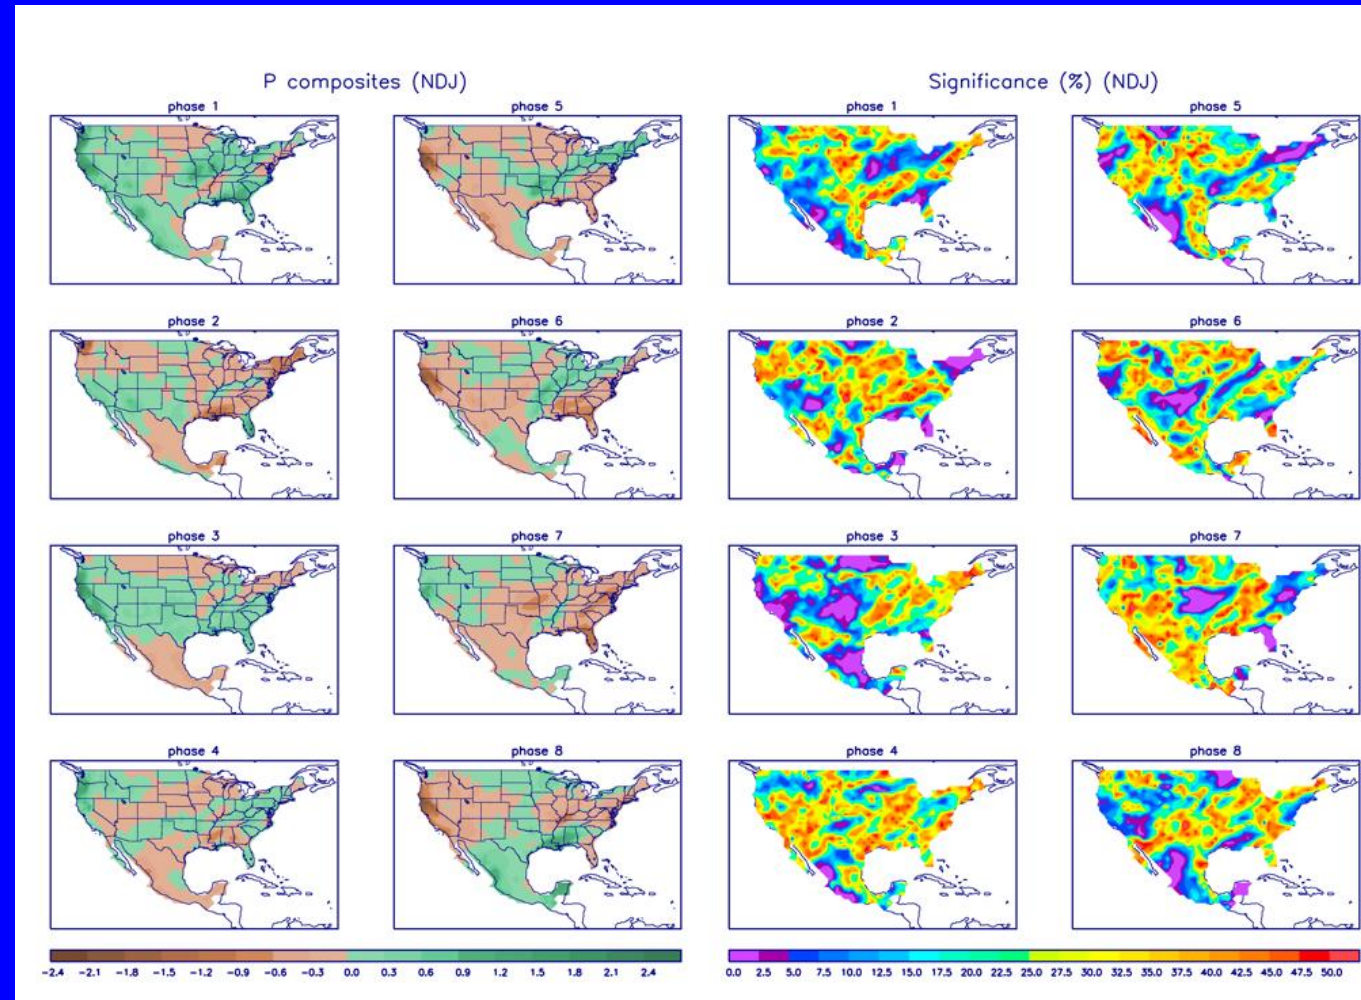 P composites (NDJ) Significance (%) (NDJ)
phase 1 phase 5 phase 1 phase 5
phase 2 phase 6 phase 2 phase 6
phase 3 phase 7 phase 3 phase 7
phase 4 phase 8 phase 4 phase 8
-2.4 -2.1 -1.8 -1.5 -1.2 -0.9 -0.6 -0.3 0.0 0.3 0.6 0.9 1.2 1.5 1.8 2.1 2.4
0.0 2.5 5.0 7.5 10.0 12.5 15.0 17.5 20.0 22.5 25.0 27.5 30.0 32.5 35.0 37.5 40.0 42.5 45.0 47.5 50.0